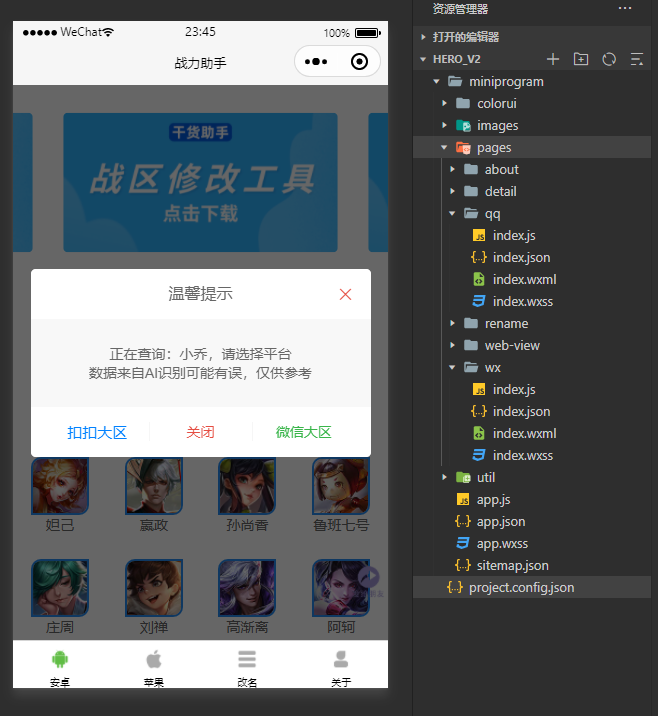 WeChat
23:45
100%
战力助手
干货助手
战区修改工具
点击下载
温馨提示
正在查询：小乔，请选择平台
数据来自AI识别可能有误，仅供参考
扣扣大区
关闭
微信大区
妲己
嬴政
孙尚香
鲁班七号
庄周
刘禅
高渐离
阿轲
安卓
苹果
改名
关于
资源管理器
打开的编辑器
HERO_V2
miniprogram
colorui
images
pages
about
detail
qq
index.js
index.json
index.wxml
index.wxss
rename
web-view
wx
index.js
index.json
index.wxml
index.wxss
util
app.js
app.json
app.wxss
sitemap.json
project.config.json